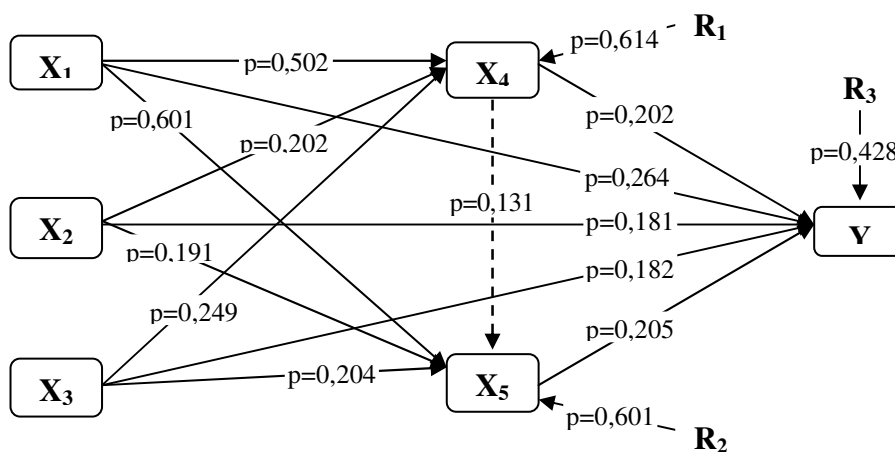 R₁
p=0,614
X₁
p=0,502
X₄
R₃
p=0,601
p=0,202
p=0,202
p=0,428
p=0,264
p=0,131
X₂
p=0,181
Y
p=0,191
p=0,182
p=0,249
p=0,205
X₃
p=0,204
X₅
p=0,601
R₂